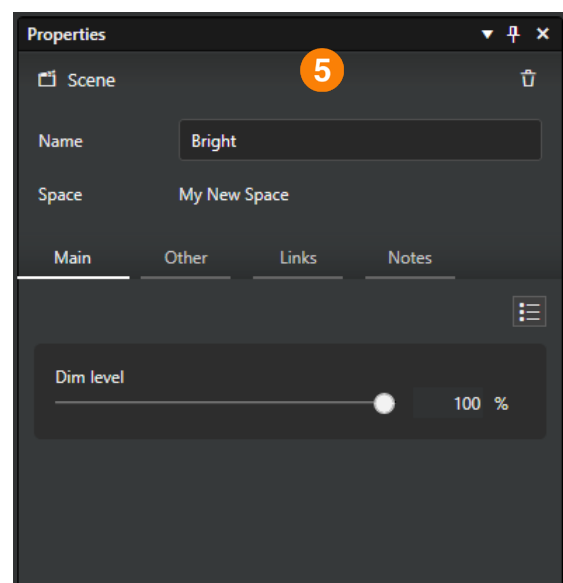 Properties
5
Scene
Name Bright
Space My New Space
Main Other Links Notes
Dim level
100 %